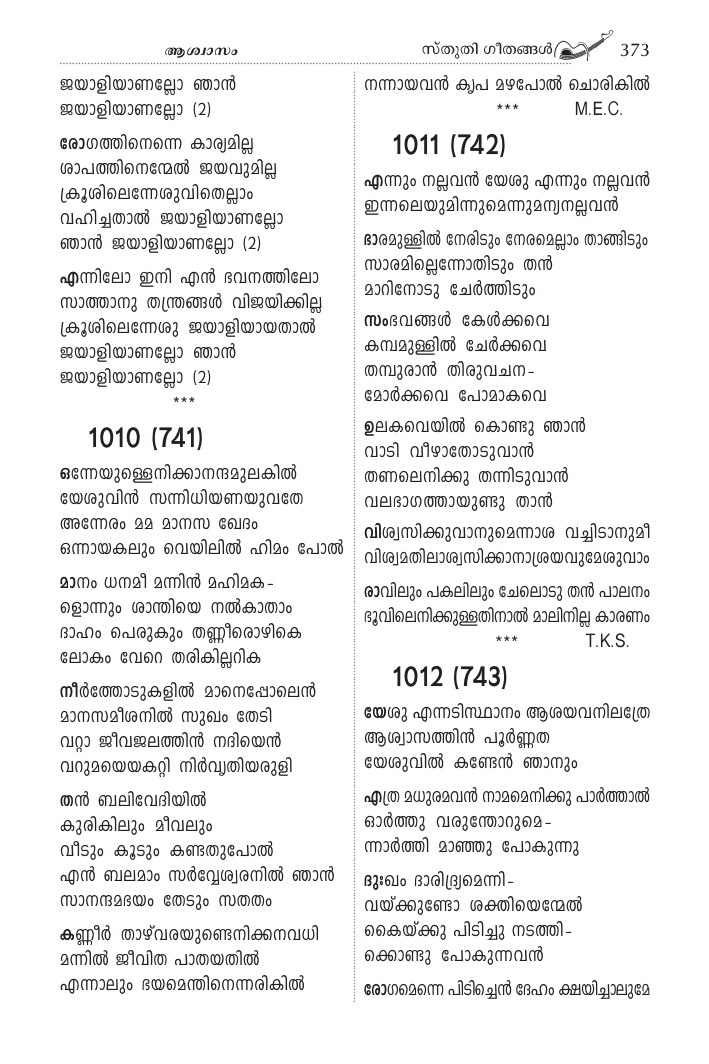 ആശ്വാസം
സ്തുതി ഗീതങ്ങൾ 373
ജയാളിയാണല്ലോ ഞാൻ
ജയാളിയാണല്ലോ (2)
രോഗത്തിനെന്നെ കാര്യമില്ല
ശാപത്തിനെന്മേൽ ജയവുമില്ല
ക്രൂശിലെന്നേശുവിതെല്ലാം
വഹിച്ചതാൽ ജയാളിയാണല്ലോ
ഞാൻ ജയാളിയാണല്ലോ (2)
എന്നിലോ ഇനി എൻ ഭവനത്തിലോ
സാത്താനു തന്ത്രങ്ങൾ വിജയിക്കില്ല
ക്രൂശിലെന്നേശു ജയാളിയായതാൽ
ജയാളിയാണല്ലോ ഞാൻ
ജയാളിയാണല്ലോ (2)
***
1010 (741)
ഒന്നേയുള്ളെനിക്കാനന്ദമുലകിൽ
യേശുവിൻ സന്നിധിയണയുവതേ
അന്നേരം മമ മാനസ ഖേദം
ഒന്നായകലും വെയിലിൽ ഹിമം പോൽ
മാനം ധനമീ മന്നിൻ മഹിമക-
ളൊന്നും ശാന്തിയെ നൽകാതാം
ദാഹം പെരുകും തണ്ണീരൊഴികെ
ലോകം വേറെ തരികില്ലറിക
നീർത്തോടുകളിൽ മാനെപ്പോലെൻ
മാനസമീശനിൽ സുഖം തേടി
വറ്റാ ജീവജലത്തിൻ നദിയെൻ
വറുമയെയകറ്റി നിർവൃതിയരുളി
തൻ ബലിവേദിയിൽ
കുരികിലും മീവലും
വീടും കൂടും കണ്ടതുപോൽ
എൻ ബലമാം സർവ്വേശ്വരനിൽ ഞാൻ
സാനന്ദമഭയം തേടും സതതം
കണ്ണീർ താഴ്‌വരയുണ്ടെനിക്കനവധി
മന്നിൽ ജീവിത പാതയതിൽ
എന്നാലും ഭയമെന്തിനെന്നരികിൽ
നന്നായവൻ കൃപ മഴപോൽ ചൊരികിൽ
*** M.E.C.
1011 (742)
എന്നും നല്ലവൻ യേശു എന്നും നല്ലവൻ
ഇന്നലെയുമിന്നുമെന്നുമന്യനല്ലവൻ
ഭാരമുള്ളിൽ നേരിടും നേരമെല്ലാം താങ്ങിടും
സാരമില്ലെന്നോതിടും തൻ
മാറിനോടു ചേർത്തിടും
സംഭവങ്ങൾ കേൾക്കവെ
കമ്പമുള്ളിൽ ചേർക്കവെ
തമ്പുരാൻ തിരുവചന-
മോർക്കവെ പോമാകവെ
ഉലകവെയിൽ കൊണ്ടു ഞാൻ
വാടി വീഴാതോടുവാൻ
തണലെനിക്കു തന്നിടുവാൻ
വലഭാഗത്തായുണ്ടു താൻ
വിശ്വസിക്കുവാനുമെന്നാശ വച്ചിടാനുമീ
വിശ്വമതിലാശ്വസിക്കാനാശ്രയവുമേശുവാം
രാവിലും പകലിലും ചേലൊടു തൻ പാലനം
ഭൂവിലെനിക്കുള്ളതിനാൽ മാലിനില്ല കാരണം
*** T.K.S.
1012 (743)
യേശു എന്നടിസ്ഥാനം ആശയവനിലത്രേ
ആശ്വാസത്തിൻ പൂർണ്ണത
യേശുവിൽ കണ്ടേൻ ഞാനും
എത്ര മധുരമവൻ നാമമെനിക്കു പാർത്താൽ
ഓർത്തു വരുന്തോറുമെ-
ന്നാർത്തി മാഞ്ഞു പോകുന്നു
ദുഃഖം ദാരിദ്ര്യമെന്നി-
വയ്ക്കുണ്ടോ ശക്തിയെന്മേൽ
കൈയ്ക്കു പിടിച്ചു നടത്തി-
ക്കൊണ്ടു പോകുന്നവൻ
രോഗമെന്നെ പിടിച്ചെൻ ദേഹം ക്ഷയിച്ചാലുമേ